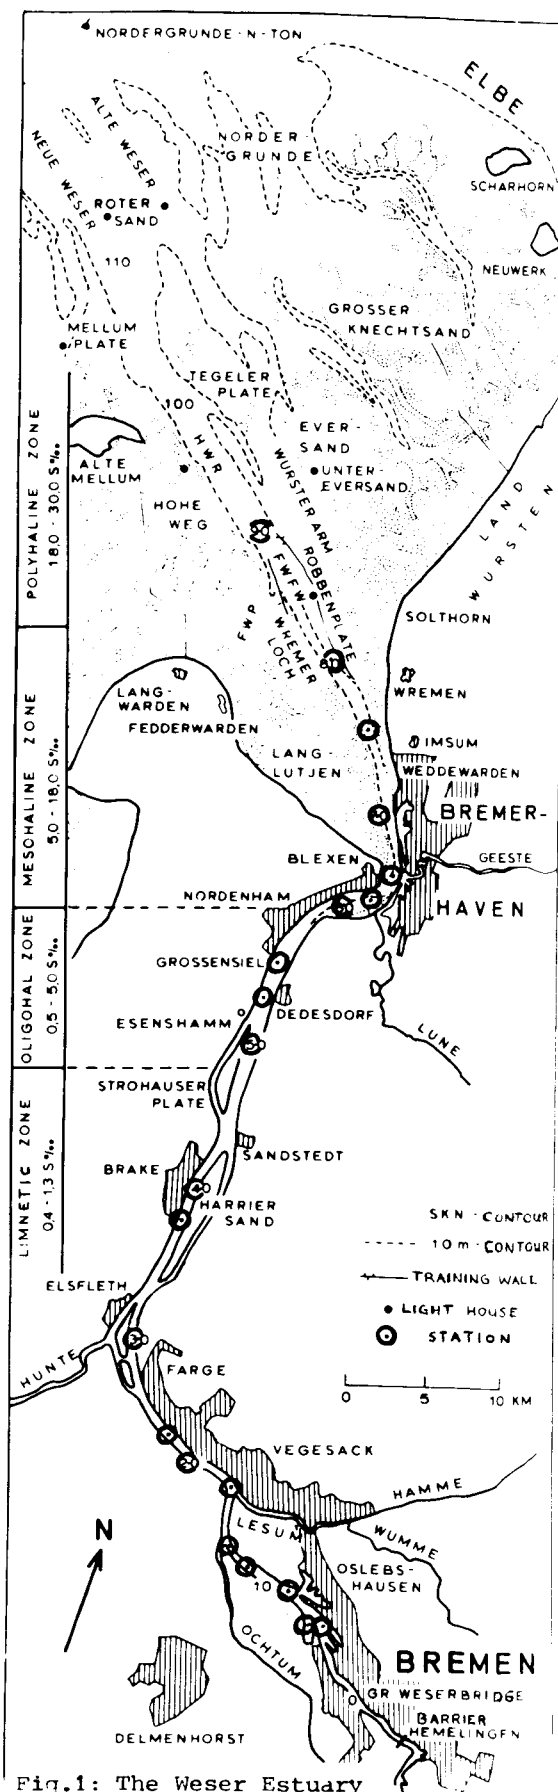 NORDERGRUNDE-N-TON
ELBE
NEUE WESER
ALTE WESER
NORDER
GRUNDE
SCHARHORN
ROTER
SAND
NEUWERK
110
GROSSER
KNECHTSAND
MELLUM
PLATE
TEGELER
PLATE
100
EVER-
SAND
POLYHALINE ZONE
18,0 - 30,0 S‰
ALTE
MELLUM
HWR
WURSTER ARM
UNTER-
EVERSAND
LAND
WURSTEN
HOHE
WEG
ROBBENPLATE
FWFW
FWP
WHEMER
LOCH
SOLTHORN
MESOHALINE ZONE
5,0 - 18,0 S‰
LANG-
WARDEN
FEDDERWARDEN
WREMEN
IMSUM
LANG
LUTJEN
WEDDEWARDEN
BREMER-
BLEXEN
GEESTE
NORDENHAM
HAVEN
OLIGOHAL ZONE
0,5 - 5,0 S‰
GROSSENSIEL
ESENSHAMM
DEDESDORF
LUNE
STROHAUSER
PLATE
LIMNETIC ZONE
0,4 - 1,3 S‰
BRAKE
SANDSTEDT
HARRIER
SAND
SKN - CONTOUR
10m - CONTOUR
TRAINING WALL
LIGHT HOUSE
STATION
ELSFLETH
HUNTE
FARGE
0 5 10 KM
VEGESACK
HAMME
N
LESUM
WUMME
OSLEBS-
HAUSEN
10
OCHTUM
BREMEN
0
GR WESERBRIDGE
BARRIER
HEMELINGEN
DELMENHORST
Fig.1: The Weser Estuary